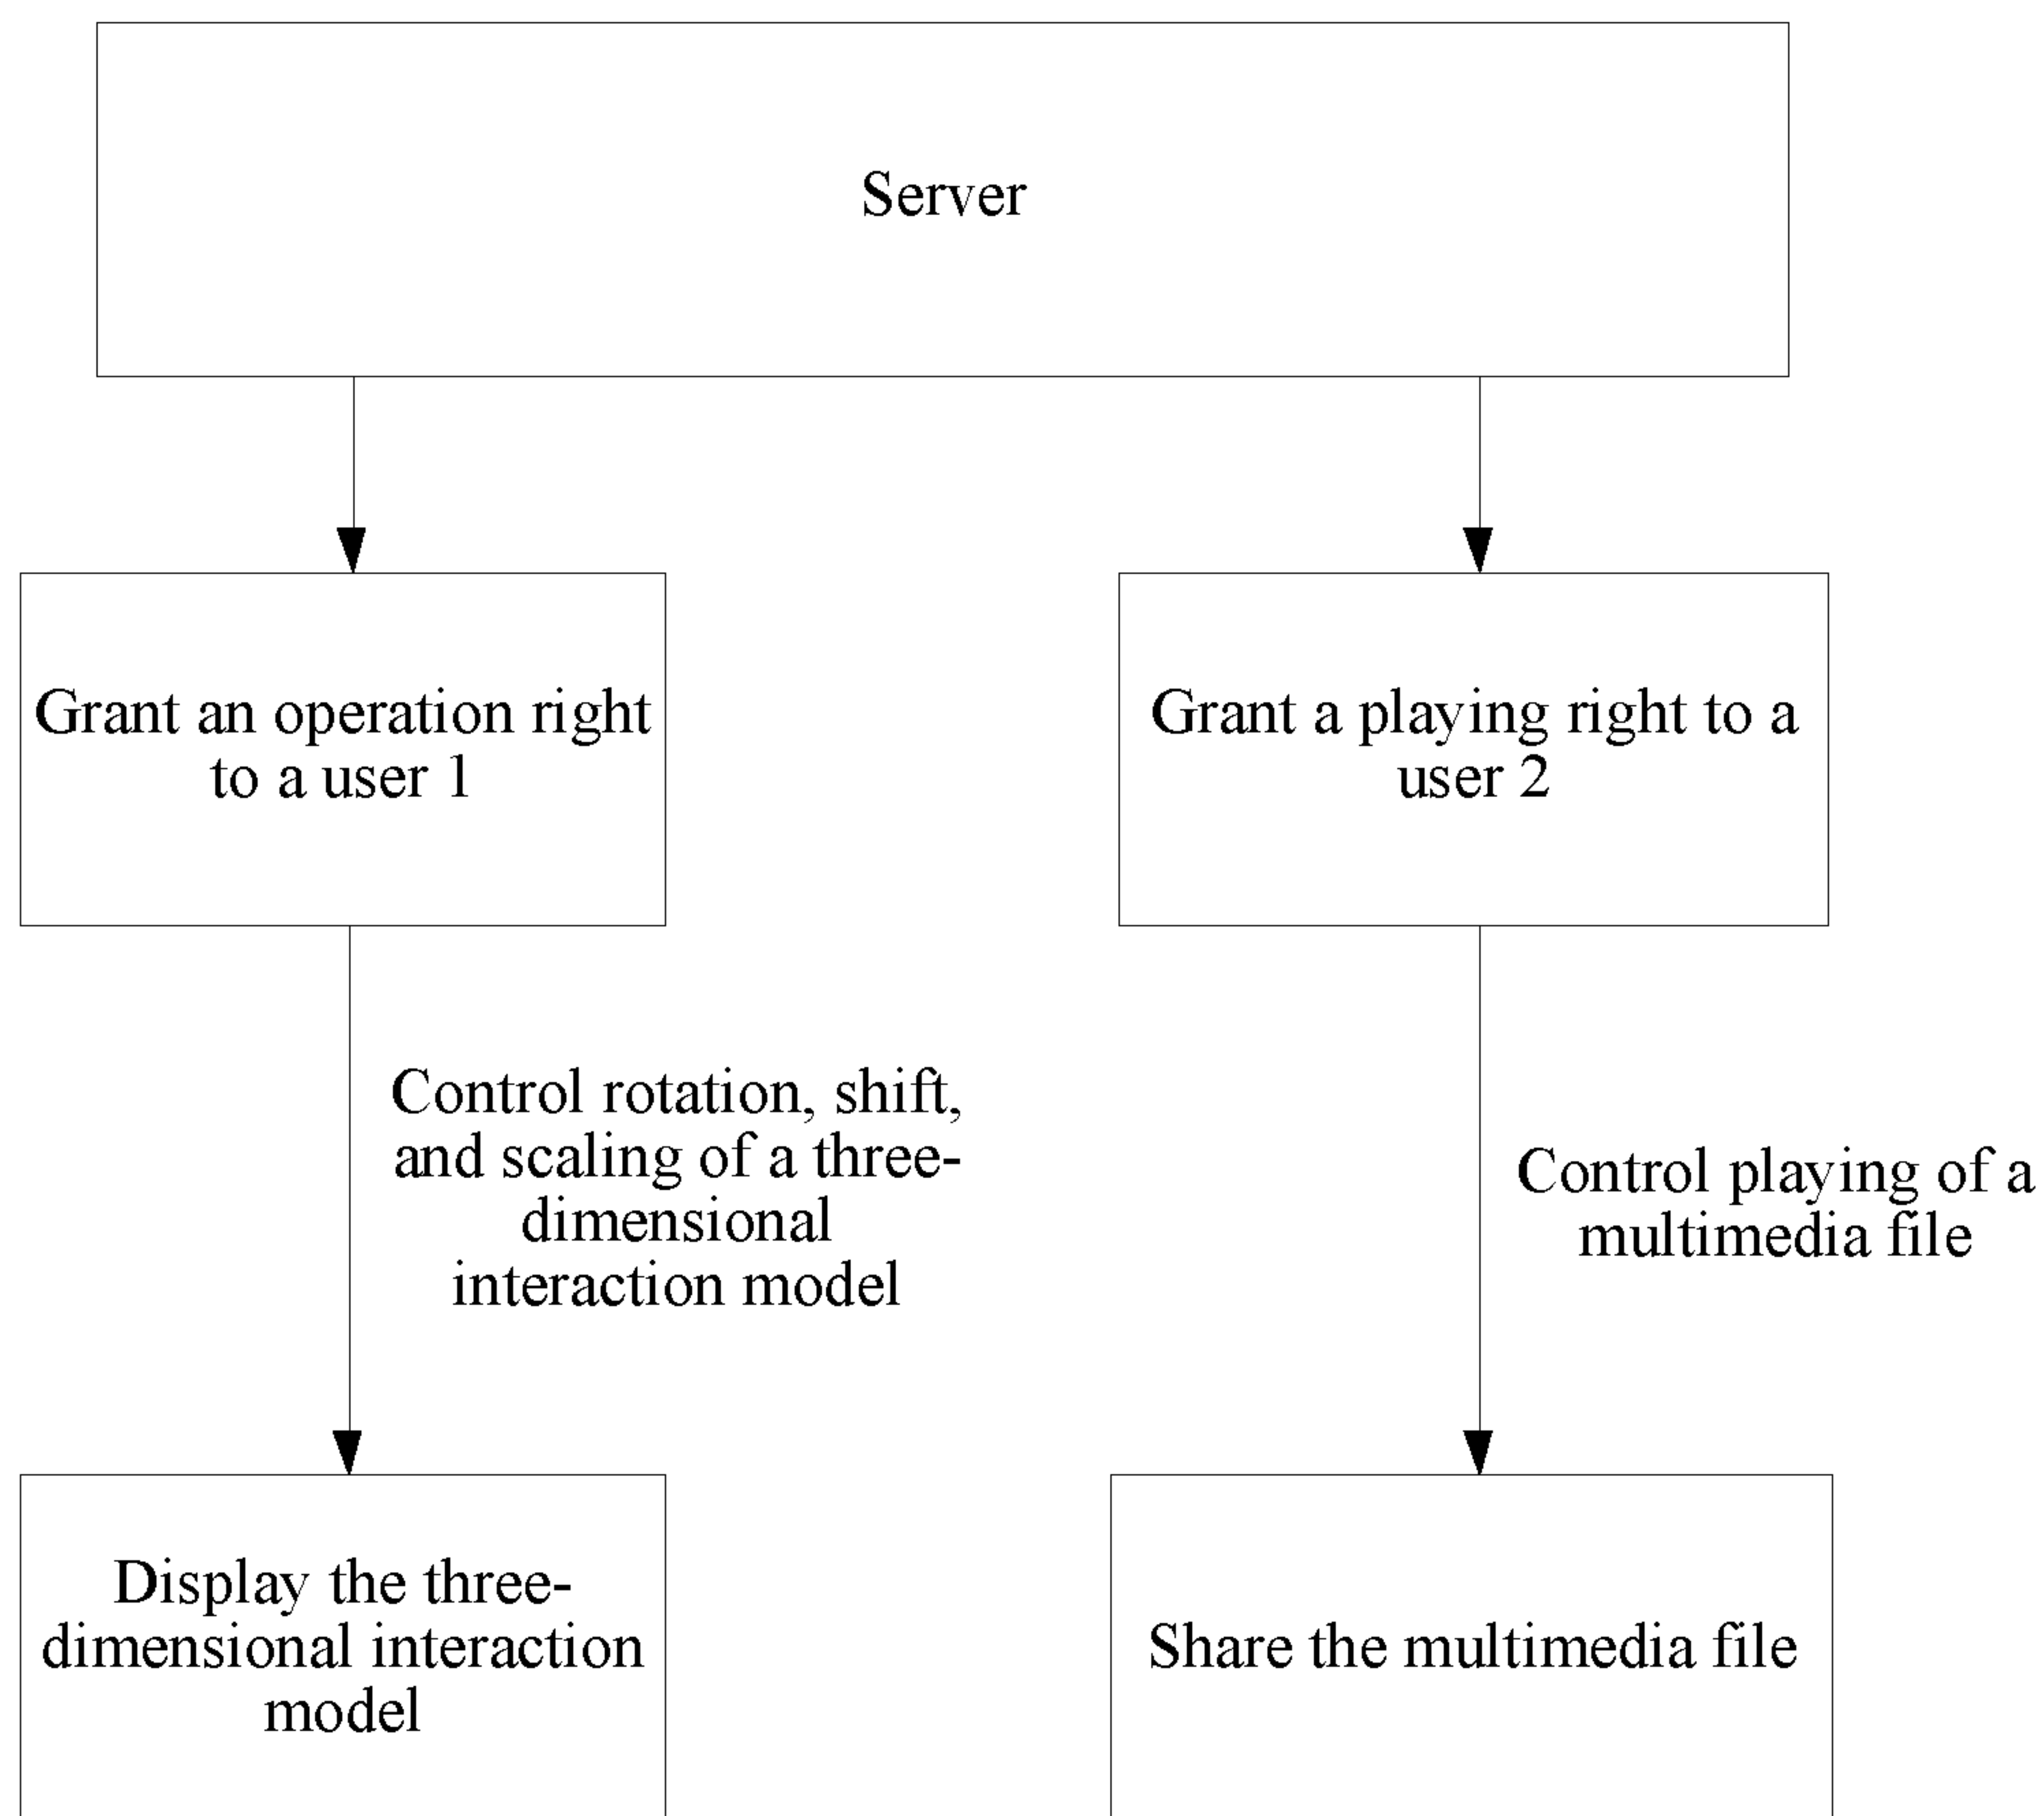 Server
Grant an operation right
to a user 1
Grant a playing right to a
user 2
Control rotation, shift,
and scaling of a three-
dimensional
interaction model
Control playing of a
multimedia file
Display the three-
dimensional interaction
model
Share the multimedia file